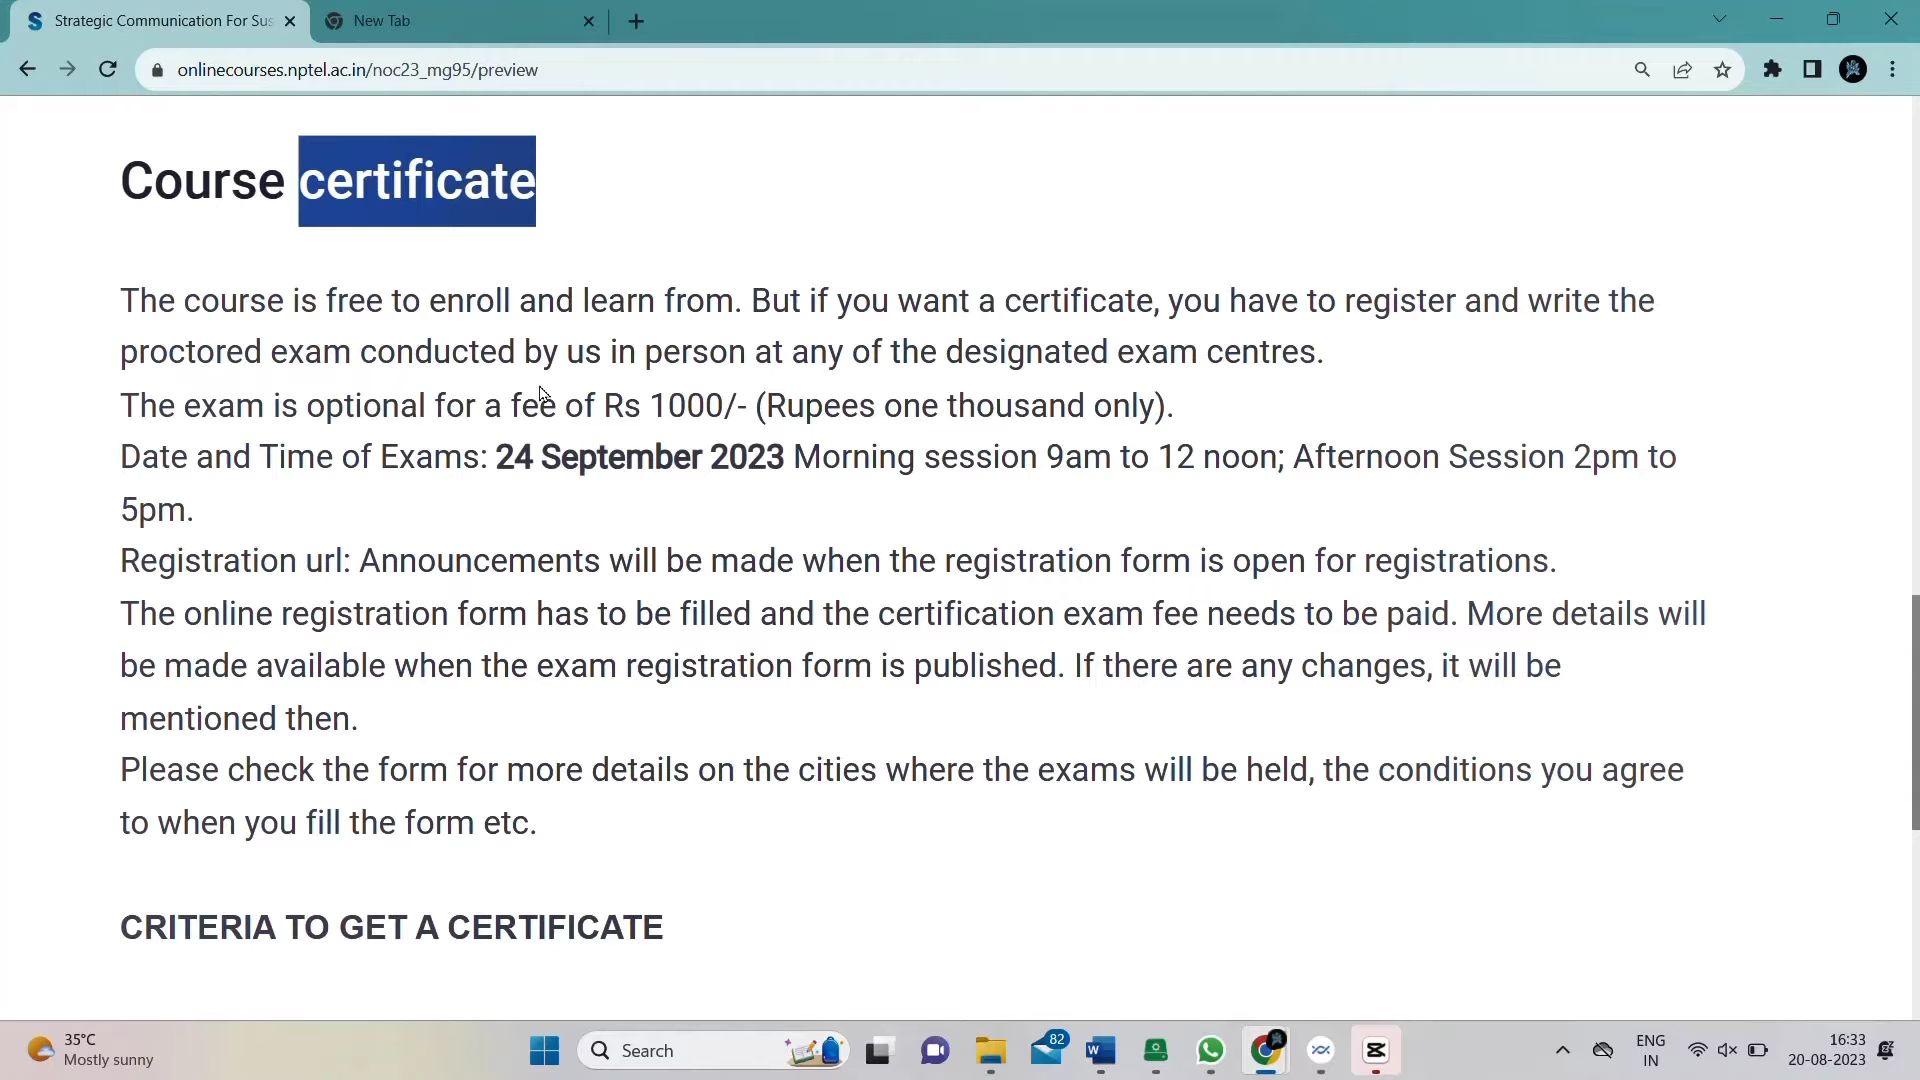 Strategic Communication For Sus
New Tab
onlinecourses.nptel.ac.in/noc23_mg95/preview
Course certificate
The course is free to enroll and learn from. But if you want a certificate, you have to register and write the
proctored exam conducted by us in person at any of the designated exam centres.
The exam is optional for a fee of Rs 1000/- (Rupees one thousand only).
Date and Time of Exams: 24 September 2023 Morning session 9am to 12 noon; Afternoon Session 2pm to
5pm.
Registration url: Announcements will be made when the registration form is open for registrations.
The online registration form has to be filled and the certification exam fee needs to be paid. More details will
be made available when the exam registration form is published. If there are any changes, it will be
mentioned then.
Please check the form for more details on the cities where the exams will be held, the conditions you agree
to when you fill the form etc.
CRITERIA TO GET A CERTIFICATE
35°C
Mostly sunny
Search
82
ENG
IN
16:33
20-08-2023